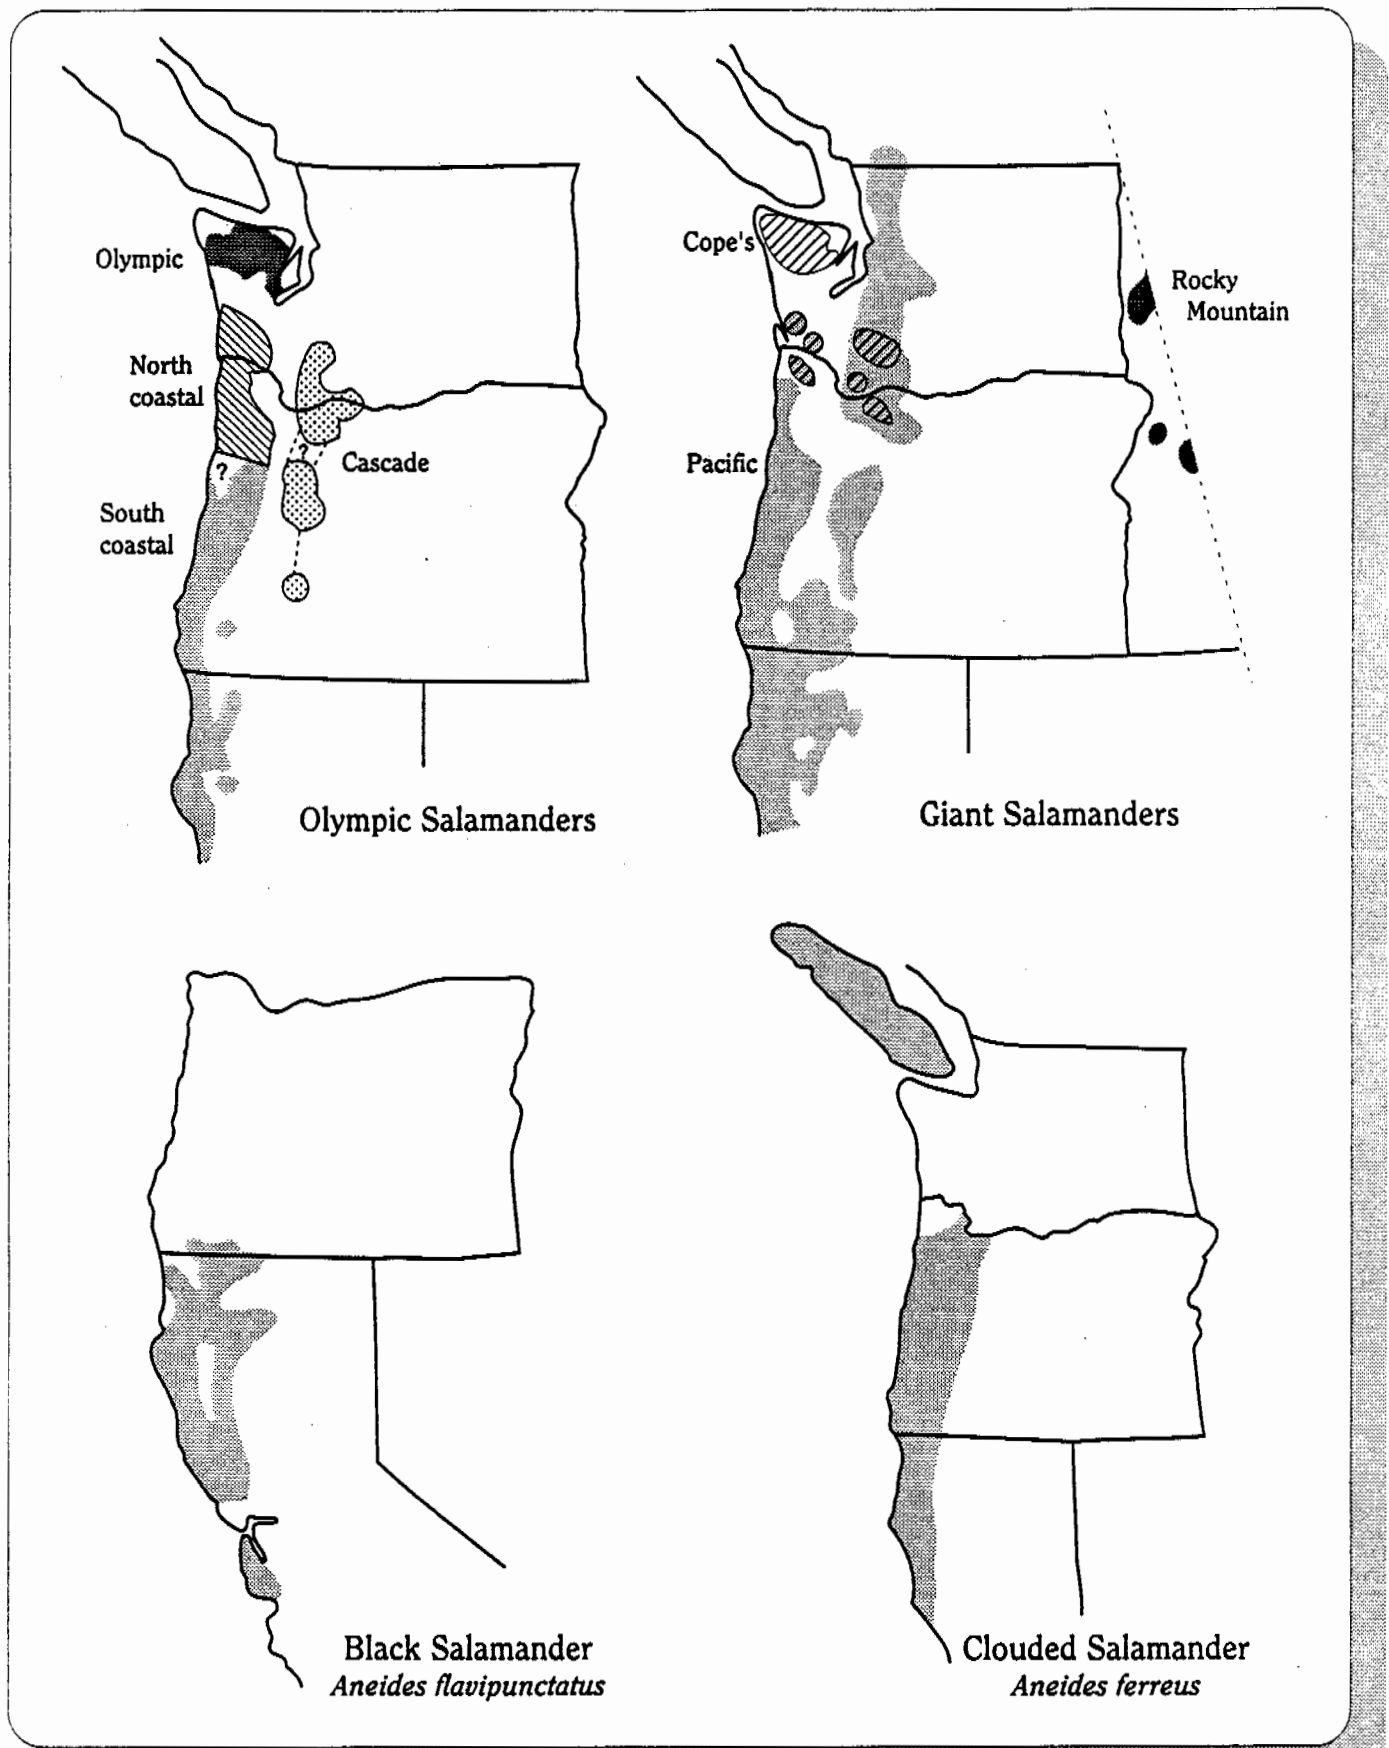 Olympic
North
coastal
?
?
Cascade
South
coastal
Olympic Salamanders
Cope's
Rocky
Mountain
Pacific
Giant Salamanders
Black Salamander
Aneides flavipunctatus
Clouded Salamander
Aneides ferreus